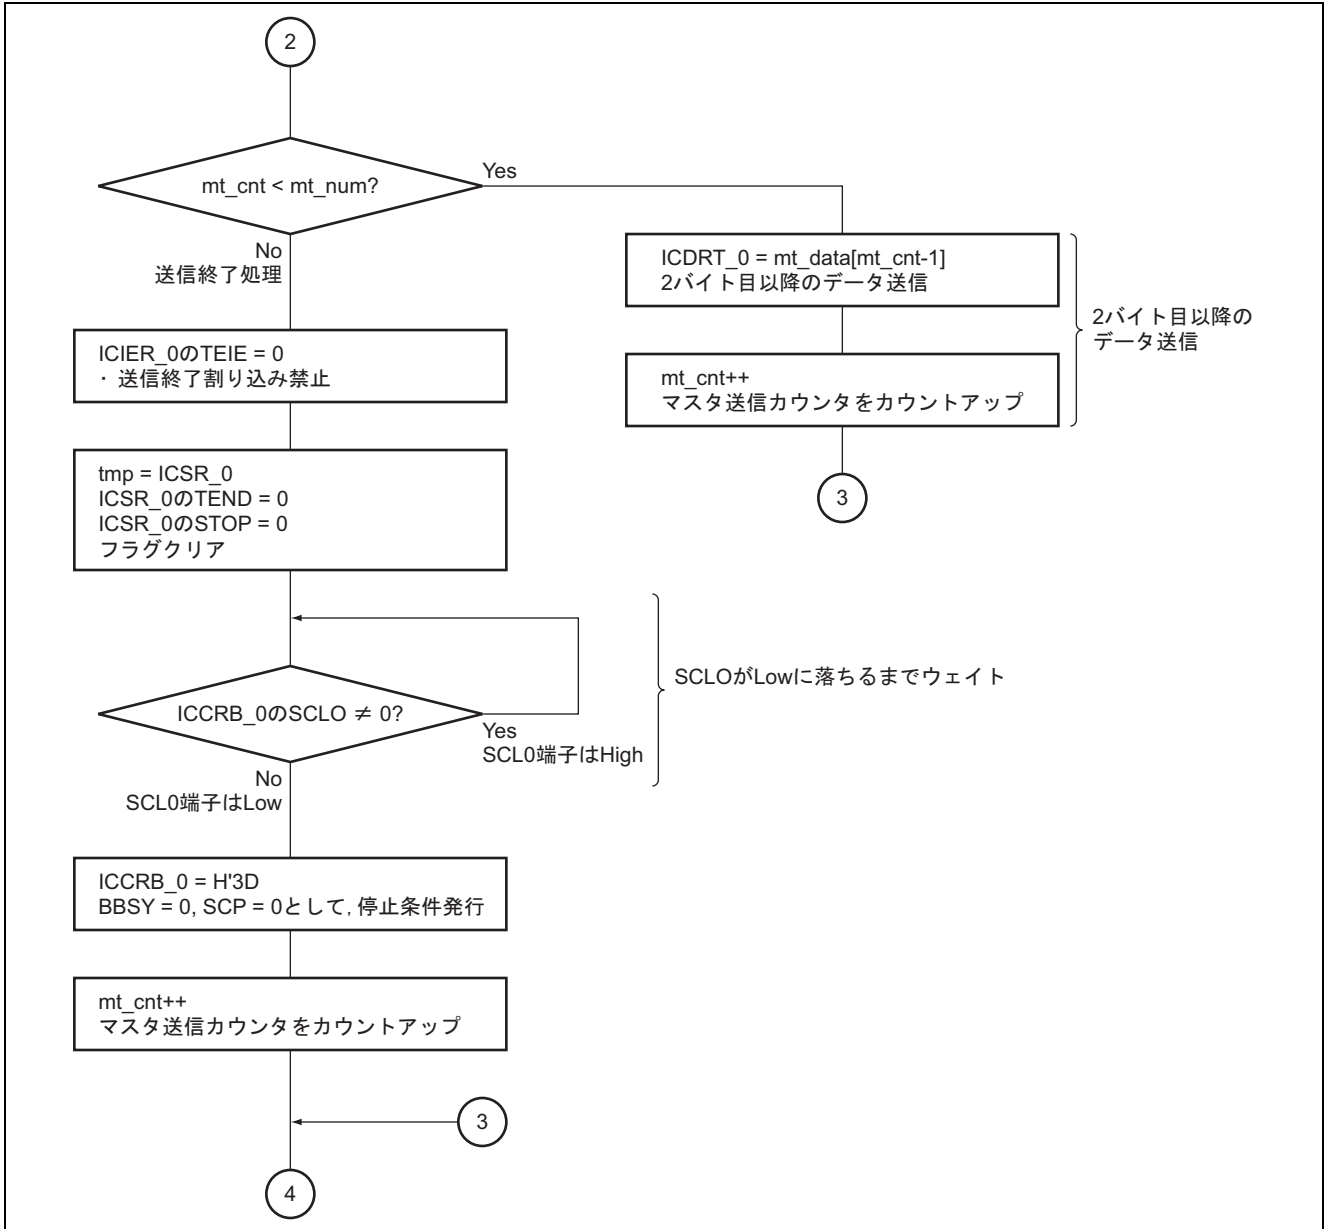 2
mt_cnt < mt_num?
Yes
No
送信終了処理
ICDRT_0 = mt_data[mt_cnt-1]
2バイト目以降のデータ送信
mt_cnt++
マスタ送信カウンタをカウントアップ
2バイト目以降の
データ送信
3
ICIER_0のTEIE = 0
・ 送信終了割り込み禁止
tmp = ICSR_0
ICSR_0のTEND = 0
ICSR_0のSTOP = 0
フラグクリア
ICCRB_0のSCLO ≠ 0?
Yes
SCL0端子はHigh
SCLOがLowに落ちるまでウェイト
No
SCL0端子はLow
ICCRB_0 = H'3D
BBSY = 0, SCP = 0として, 停止条件発行
mt_cnt++
マスタ送信カウンタをカウントアップ
3
4